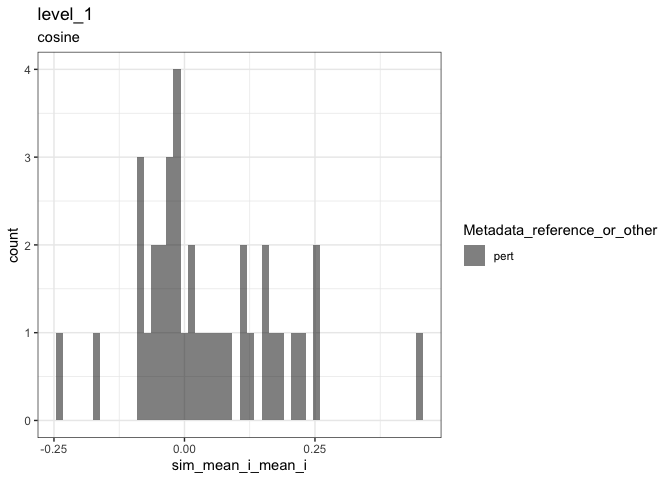 level_1
cosine
4
3
2
1
0
count
-0.25
0.00
0.25
sim_mean_i_mean_i
Metadata_reference_or_other
pert